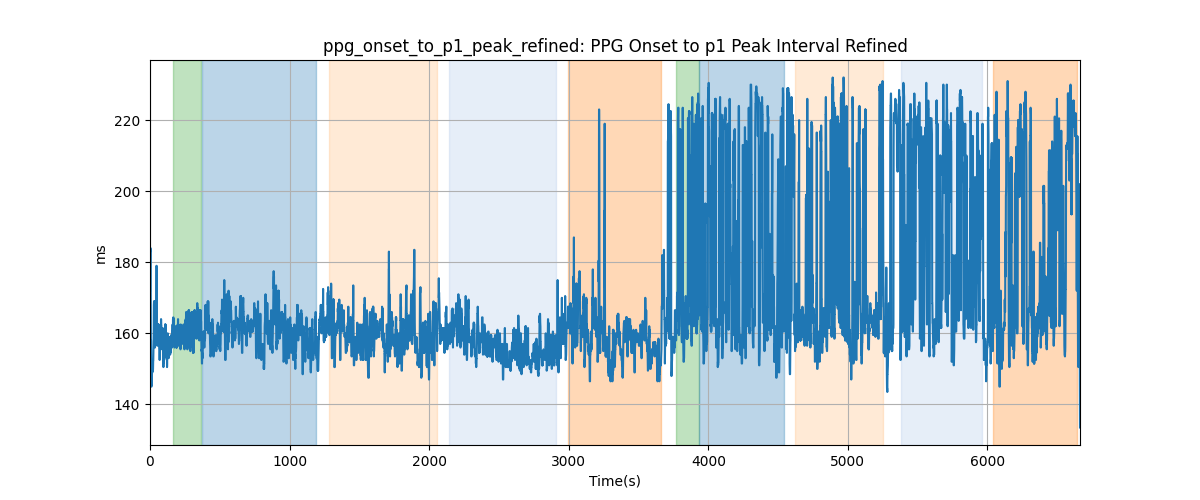 ppg_onset_to_p1_peak_refined: PPG Onset to p1 Peak Interval Refined
220
200
180
160
140
ms
0 1000 2000 3000 4000 5000 6000
Time(s)